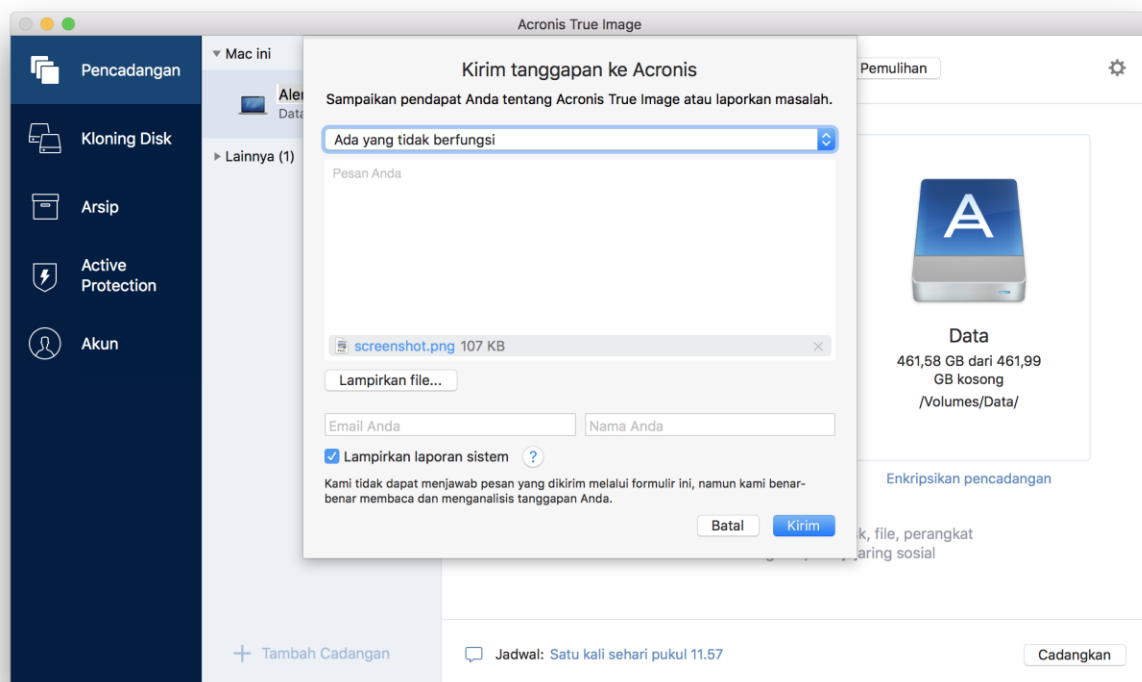 Acronis True Image
Pencadangan
Kloning Disk
Arsip
Active
Protection
Akun
Mac ini
Data
Lainnya (1)
Tambah Cadangan
Kirim tanggapan ke Acronis
Sampaikan pendapat Anda tentang Acronis True Image atau laporkan masalah.
Ada yang tidak berfungsi
Pesan Anda
screenshot.png 107 KB
Lampirkan file...
Email Anda
Nama Anda
Lampirkan laporan sistem ?
Kami tidak dapat menjawab pesan yang dikirim melalui formulir ini, namun kami benar-
benar membaca dan menganalisis tanggapan Anda.
Batal
Kirim
Pemulihan
A
Data
461,58 GB dari 461,99
GB kosong
/Volumes/Data/
Enkripsikan pencadangan
file, perangkat
sosial
Jadwal: Satu kali sehari pukul 11.57
Cadangkan